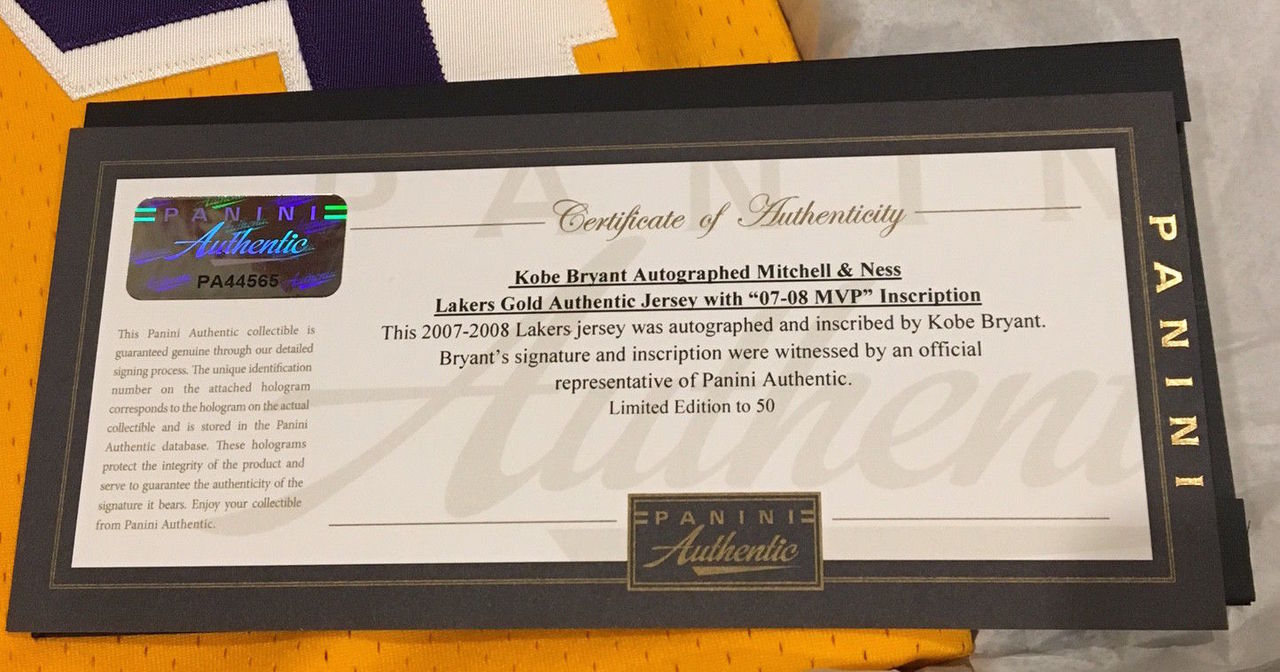 PANINI
Authentic
PA44565
This Panini Authentic collectible is
guaranteed genuine through our detailed
signing process. The unique identification
number on the attached hologram
corresponds to the hologram on the actual
collectible and is stored in the Panini
Authentic database. These holograms
protect the integrity of the product and
serve to guarantee the authenticity of the
signature it bears. Enjoy your collectible
from Panini Authentic.
Certificate of Authenticity
Kobe Bryant Autographed Mitchell & Ness
Lakers Gold Authentic Jersey with “07-08 MVP” Inscription
This 2007-2008 Lakers jersey was autographed and inscribed by Kobe Bryant.
Bryant’s signature and inscription were witnessed by an official
representative of Panini Authentic.
Limited Edition to 50
PANINI
Authentic
PANINI
PANINI
Authentic